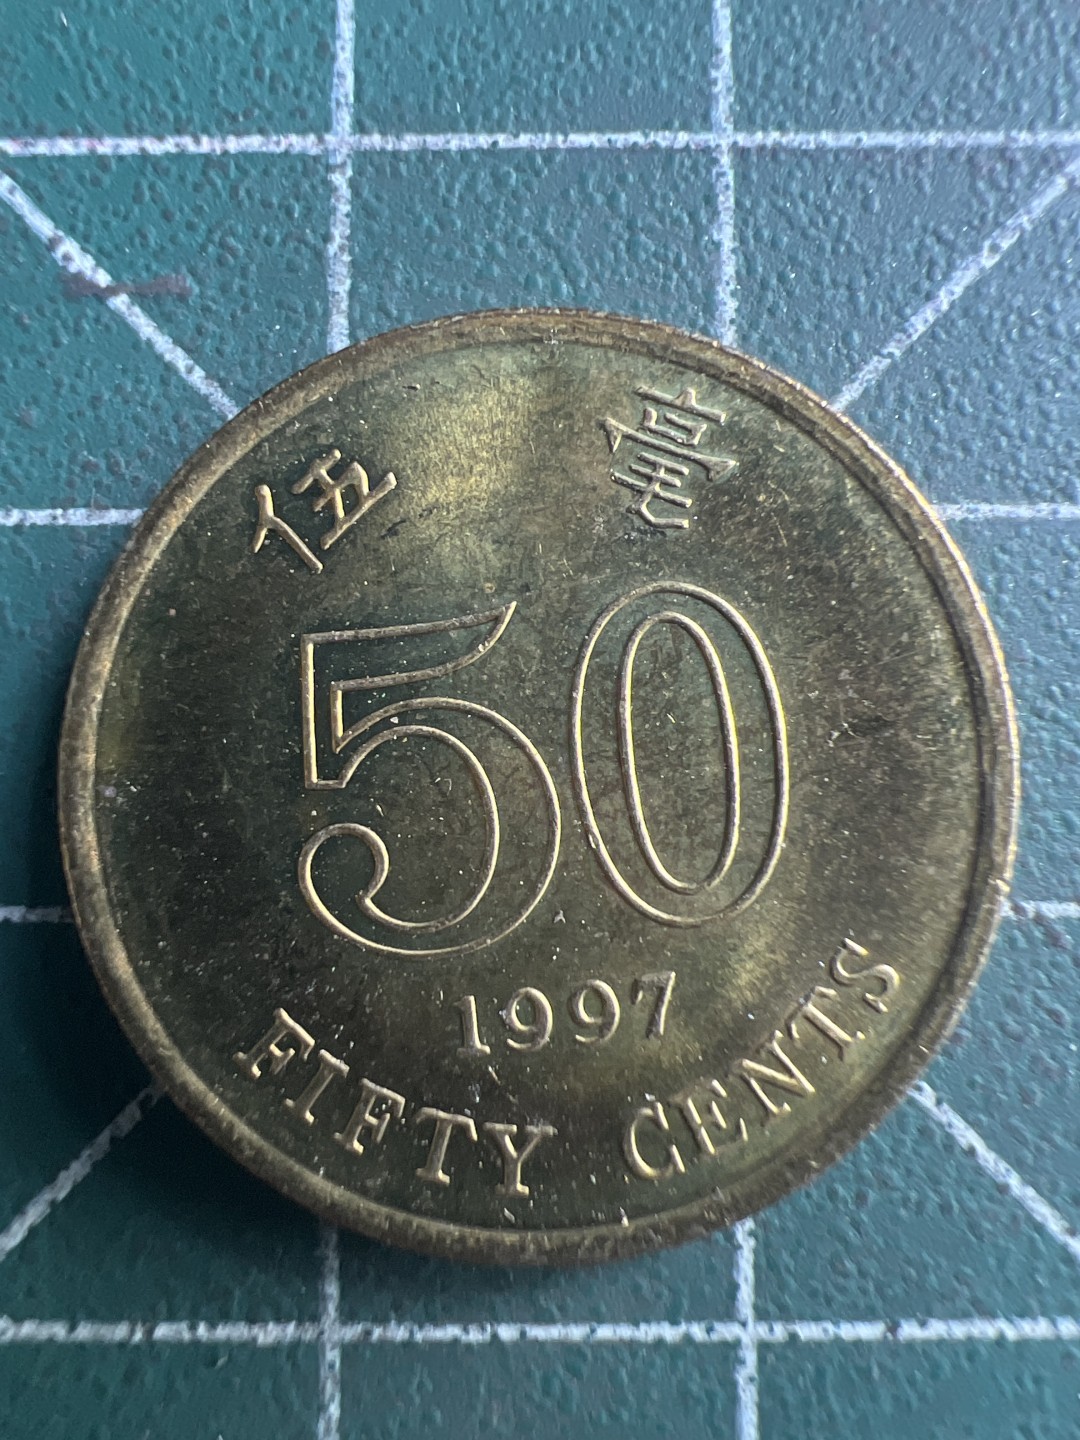 伍 毫
50
1997
FIFTY CENTS